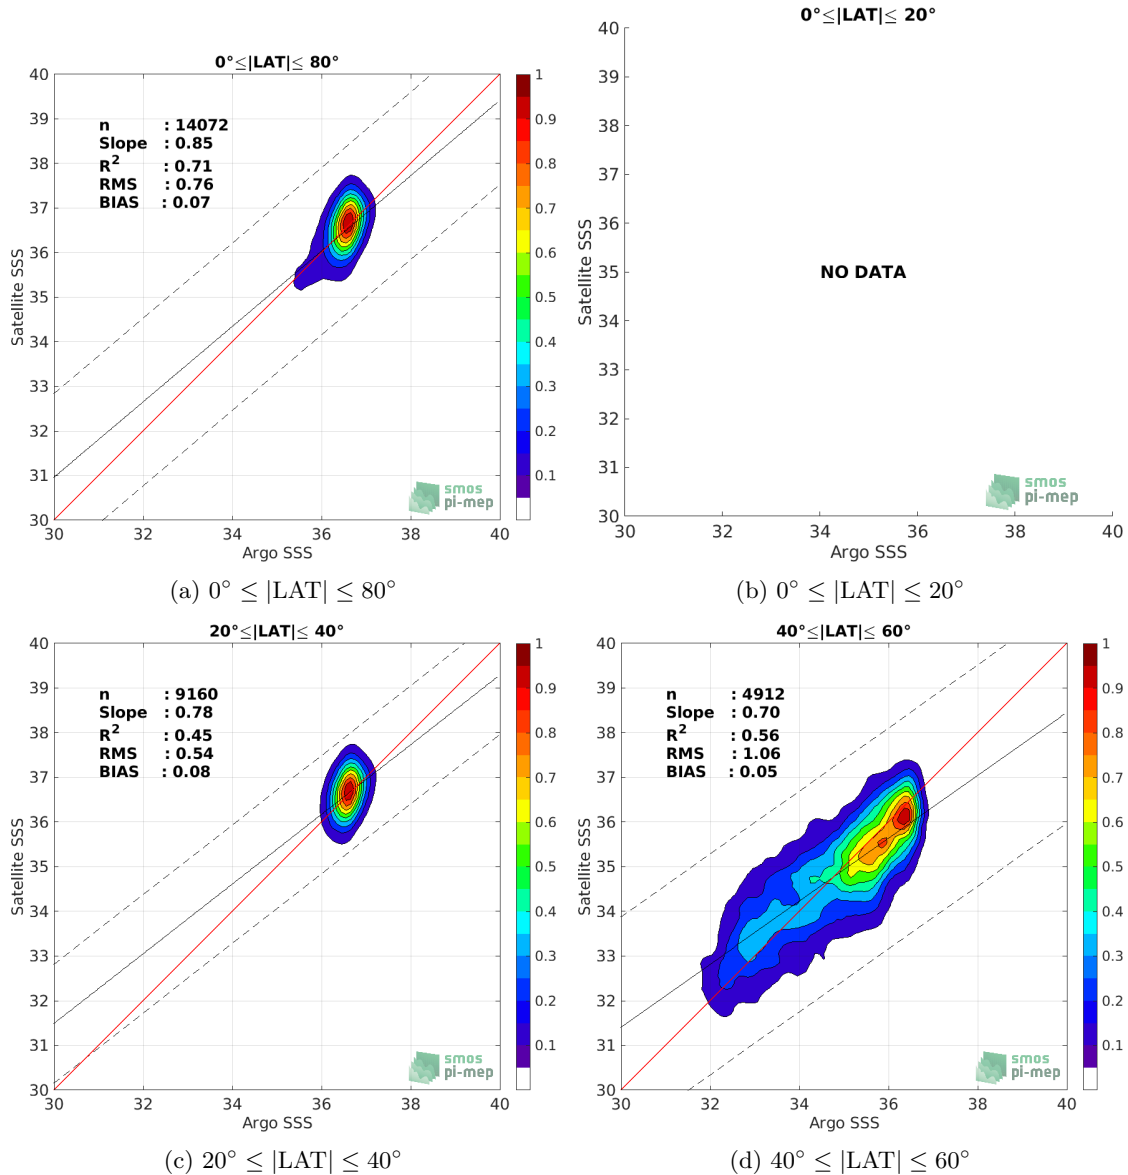 0°≤|LAT|≤ 80°
40
39
38
37
36
35
34
33
32
31
30
Satellite SSS
n : 14072
Slope : 0.85
R² : 0.71
RMS : 0.76
BIAS : 0.07
smos
pi-mep
30 32 34 36 38 40
Argo SSS
1
0.9
0.8
0.7
0.6
0.5
0.4
0.3
0.2
0.1
(a) 0° ≤ |LAT| ≤ 80°
0°≤|LAT|≤ 20°
40
39
38
37
36
35
34
33
32
31
30
Satellite SSS
NO DATA
smos
pi-mep
30 32 34 36 38 40
Argo SSS
(b) 0° ≤ |LAT| ≤ 20°
20°≤|LAT|≤ 40°
40
39
38
37
36
35
34
33
32
31
30
Satellite SSS
n : 9160
Slope : 0.78
R² : 0.45
RMS : 0.54
BIAS : 0.08
smos
pi-mep
30 32 34 36 38 40
Argo SSS
1
0.9
0.8
0.7
0.6
0.5
0.4
0.3
0.2
0.1
(c) 20° ≤ |LAT| ≤ 40°
40°≤|LAT|≤ 60°
40
39
38
37
36
35
34
33
32
31
30
Satellite SSS
n : 4912
Slope : 0.70
R² : 0.56
RMS : 1.06
BIAS : 0.05
smos
pi-mep
30 32 34 36 38 40
Argo SSS
1
0.9
0.8
0.7
0.6
0.5
0.4
0.3
0.2
0.1
(d) 40° ≤ |LAT| ≤ 60°